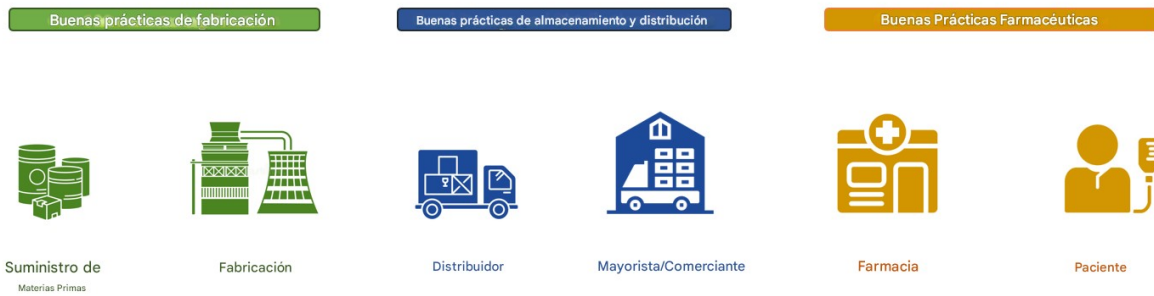 Buenas prácticas de fabricación
Buenas prácticas de almacenamiento y distribución
Buenas Prácticas Farmacéuticas
Suministro de
Materias Primas
Fabricación
Distribuidor
Mayorista/Comerciante
Farmacia
Paciente